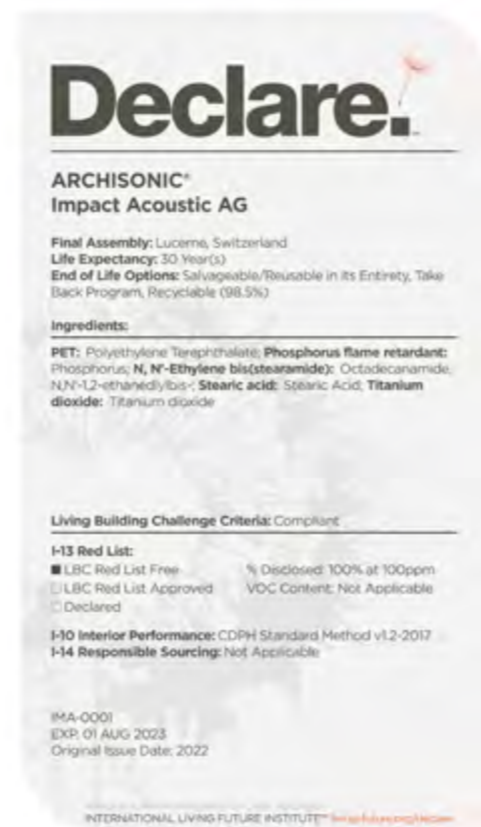 Declare.
ARCHISONIC®
Impact Acoustic AG
Final Assembly: Lucerne, Switzerland
Life Expectancy: 30 Year(s)
End of Life Options: Salvageable/Reusable in its Entirety, Take
Back Program, Recyclable (98.5%)
Ingredients:
PET: Polyethylene Terephthalate; Phosphorus flame retardant:
Phosphorus; N, N'-Ethylene bis(stearamide): Octadecanamide,
N,N'-1,2-ethanediylbis-; Stearic acid: Stearic Acid; Titanium
dioxide: Titanium dioxide
Living Building Challenge Criteria: Compliant
I-13 Red List:
■ LBC Red List Free % Disclosed: 100% at 100ppm
□ LBC Red List Approved VOC Content: Not Applicable
□ Declared
I-10 Interior Performance: CDPH Standard Method v1.2-2017
I-14 Responsible Sourcing: Not Applicable
IMA-0001
EXP. 01 AUG 2023
Original Issue Date: 2022
INTERNATIONAL LIVING FUTURE INSTITUTE™